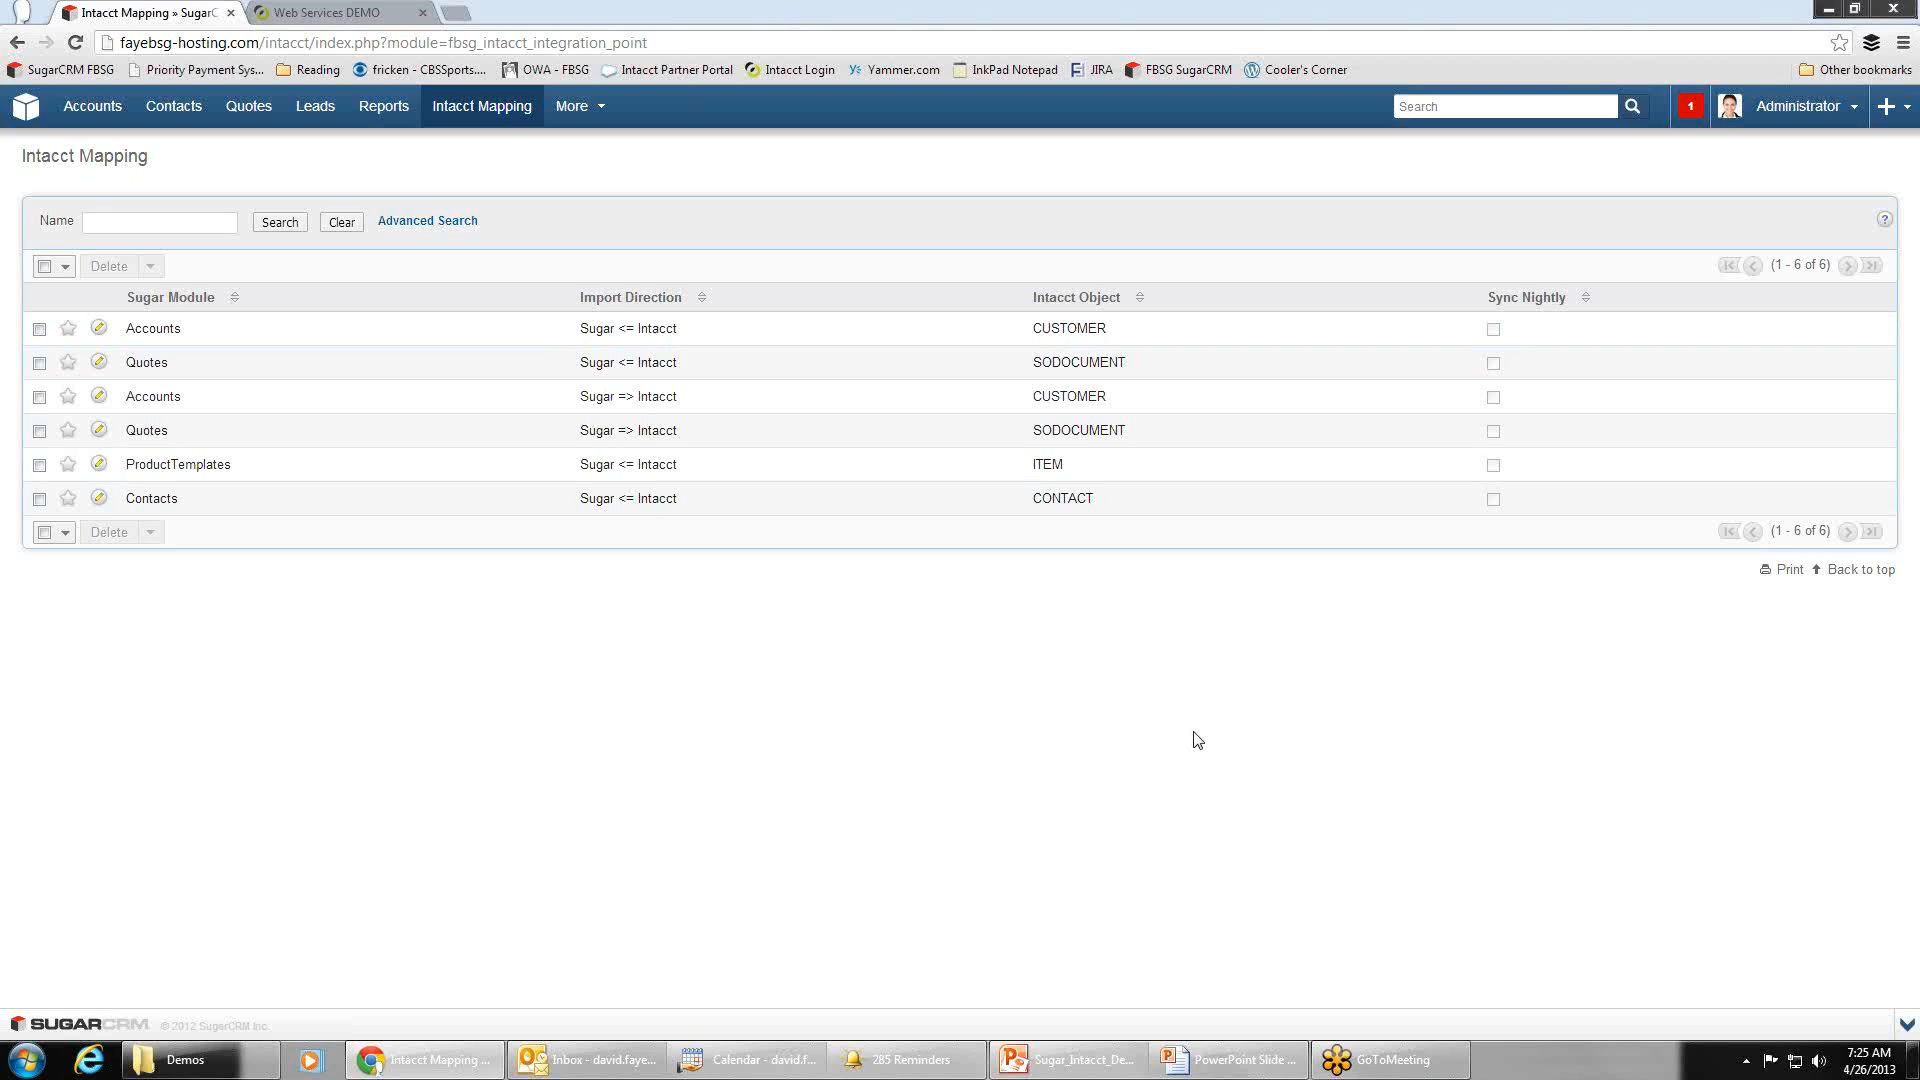 Intacct Mapping » SugarC
Web Services DEMO
fayebsg-hosting.com/intacct/index.php?module=fbsg_intacct_integration_point
SugarCRM FBSG Priority Payment Sys... Reading fricken - CBSSports.... OWA - FBSG Intacct Partner Portal Intacct Login Yammer.com InkPad Notepad JIRA FBSG SugarCRM Cooler's Corner Other bookmarks
Accounts Contacts Quotes Leads Reports Intacct Mapping More Search 1 Administrator
Intacct Mapping
Name Search Clear Advanced Search ?
Delete (1 - 6 of 6)
Sugar Module Import Direction Intacct Object Sync Nightly
Accounts Sugar <= Intacct CUSTOMER
Quotes Sugar <= Intacct SODOCUMENT
Accounts Sugar => Intacct CUSTOMER
Quotes Sugar => Intacct SODOCUMENT
ProductTemplates Sugar <= Intacct ITEM
Contacts Sugar <= Intacct CONTACT
Delete (1 - 6 of 6)
Print Back to top
SUGARCRM © 2012 SugarCRM Inc.
Demos Intacct Mapping ... Inbox - david.faye... Calendar - david.f... 285 Reminders Sugar_Intacct_De... PowerPoint Slide ... GoToMeeting 7:25 AM
4/26/2013